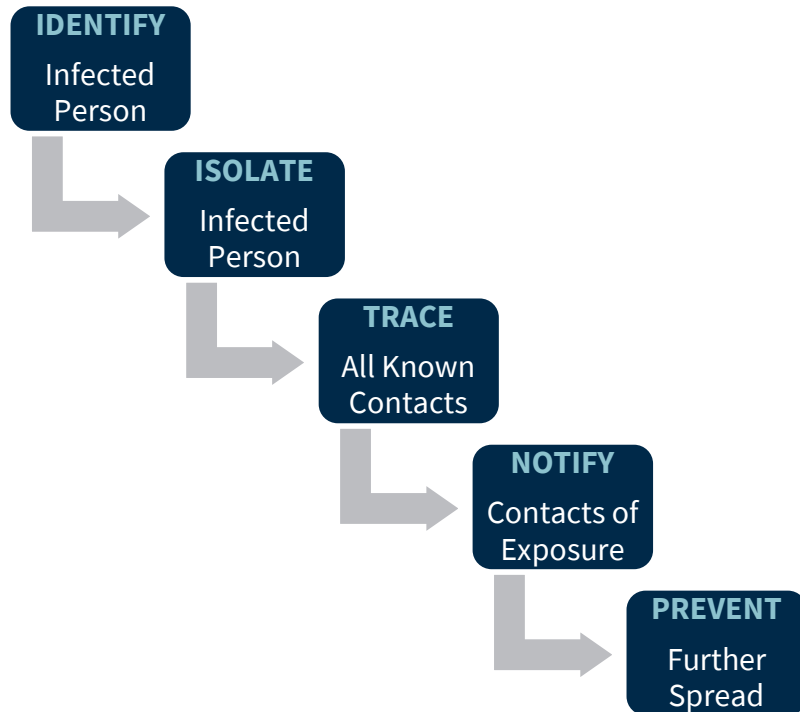 IDENTIFY
Infected
Person
ISOLATE
Infected
Person
TRACE
All Known
Contacts
NOTIFY
Contacts of
Exposure
PREVENT
Further
Spread